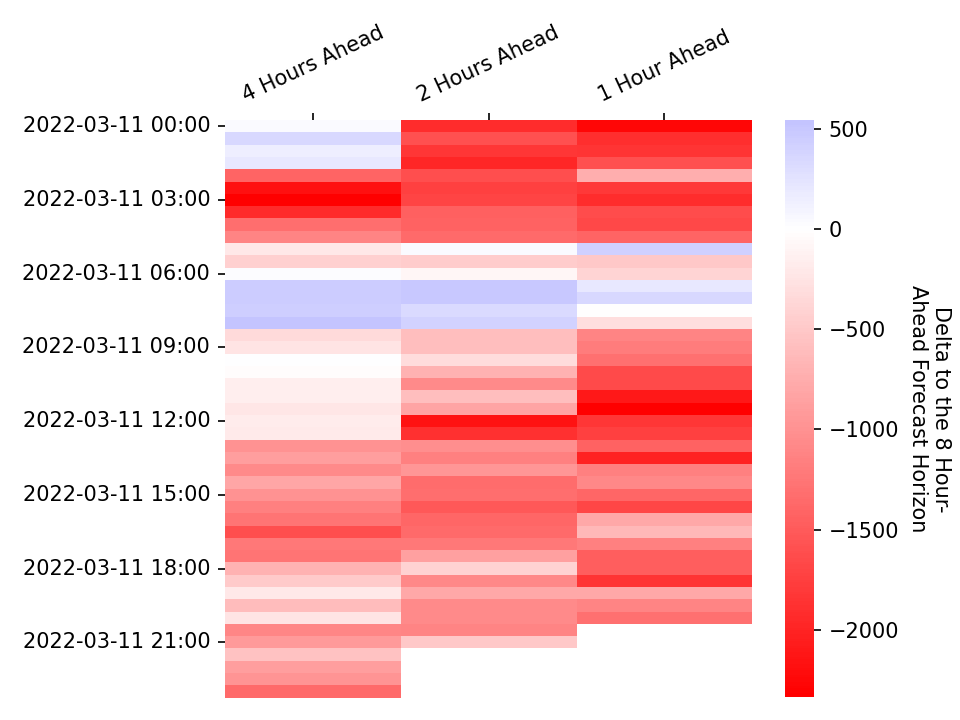 4 Hours Ahead
2 Hours Ahead
1 Hour Ahead
2022-03-11 00:00
2022-03-11 03:00
2022-03-11 06:00
2022-03-11 09:00
2022-03-11 12:00
2022-03-11 15:00
2022-03-11 18:00
2022-03-11 21:00
500
0
−500
−1000
−1500
−2000
Delta to the 8 Hour-
Ahead Forecast Horizon